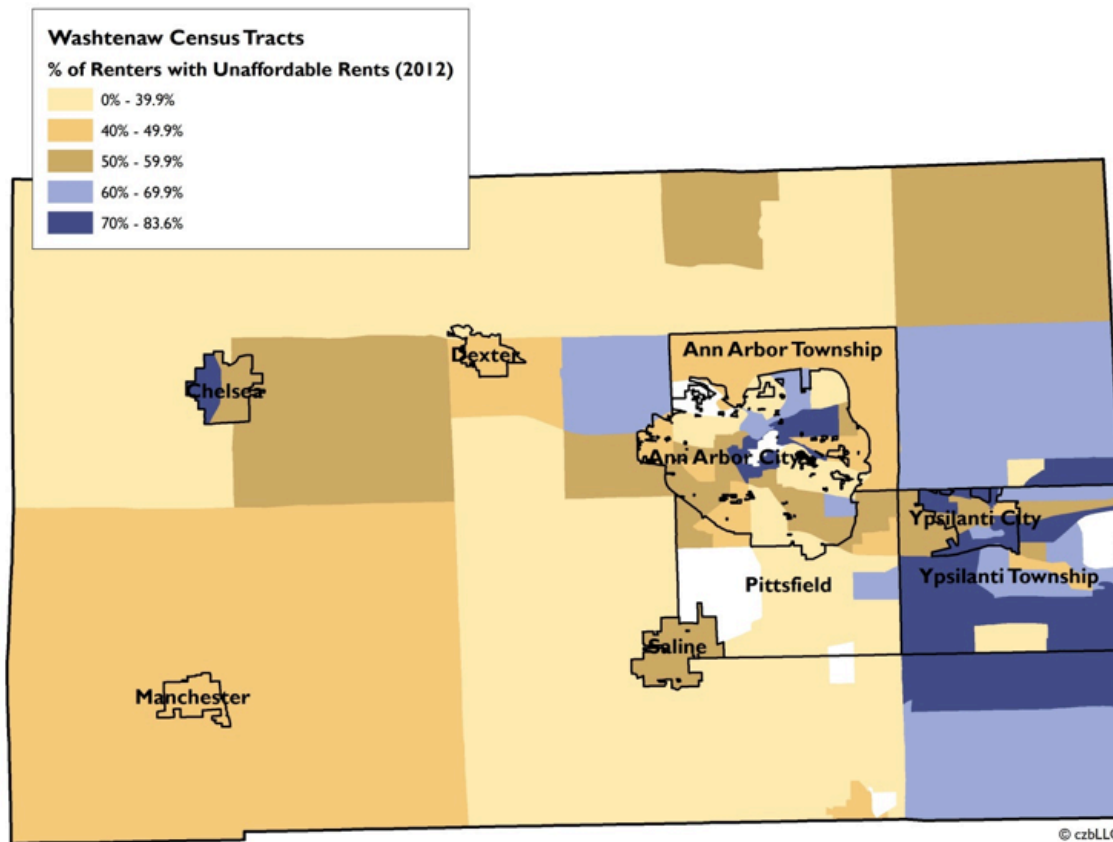 Washtenaw Census Tracts
% of Renters with Unaffordable Rents (2012)
0% - 39.9%
40% - 49.9%
50% - 59.9%
60% - 69.9%
70% - 83.6%
Ann Arbor Township
Dexter
Chelsea
Ann Arbor City
Ypsilanti City
Ypsilanti Township
Pittsfield
Saline
Manchester
© czbLLC